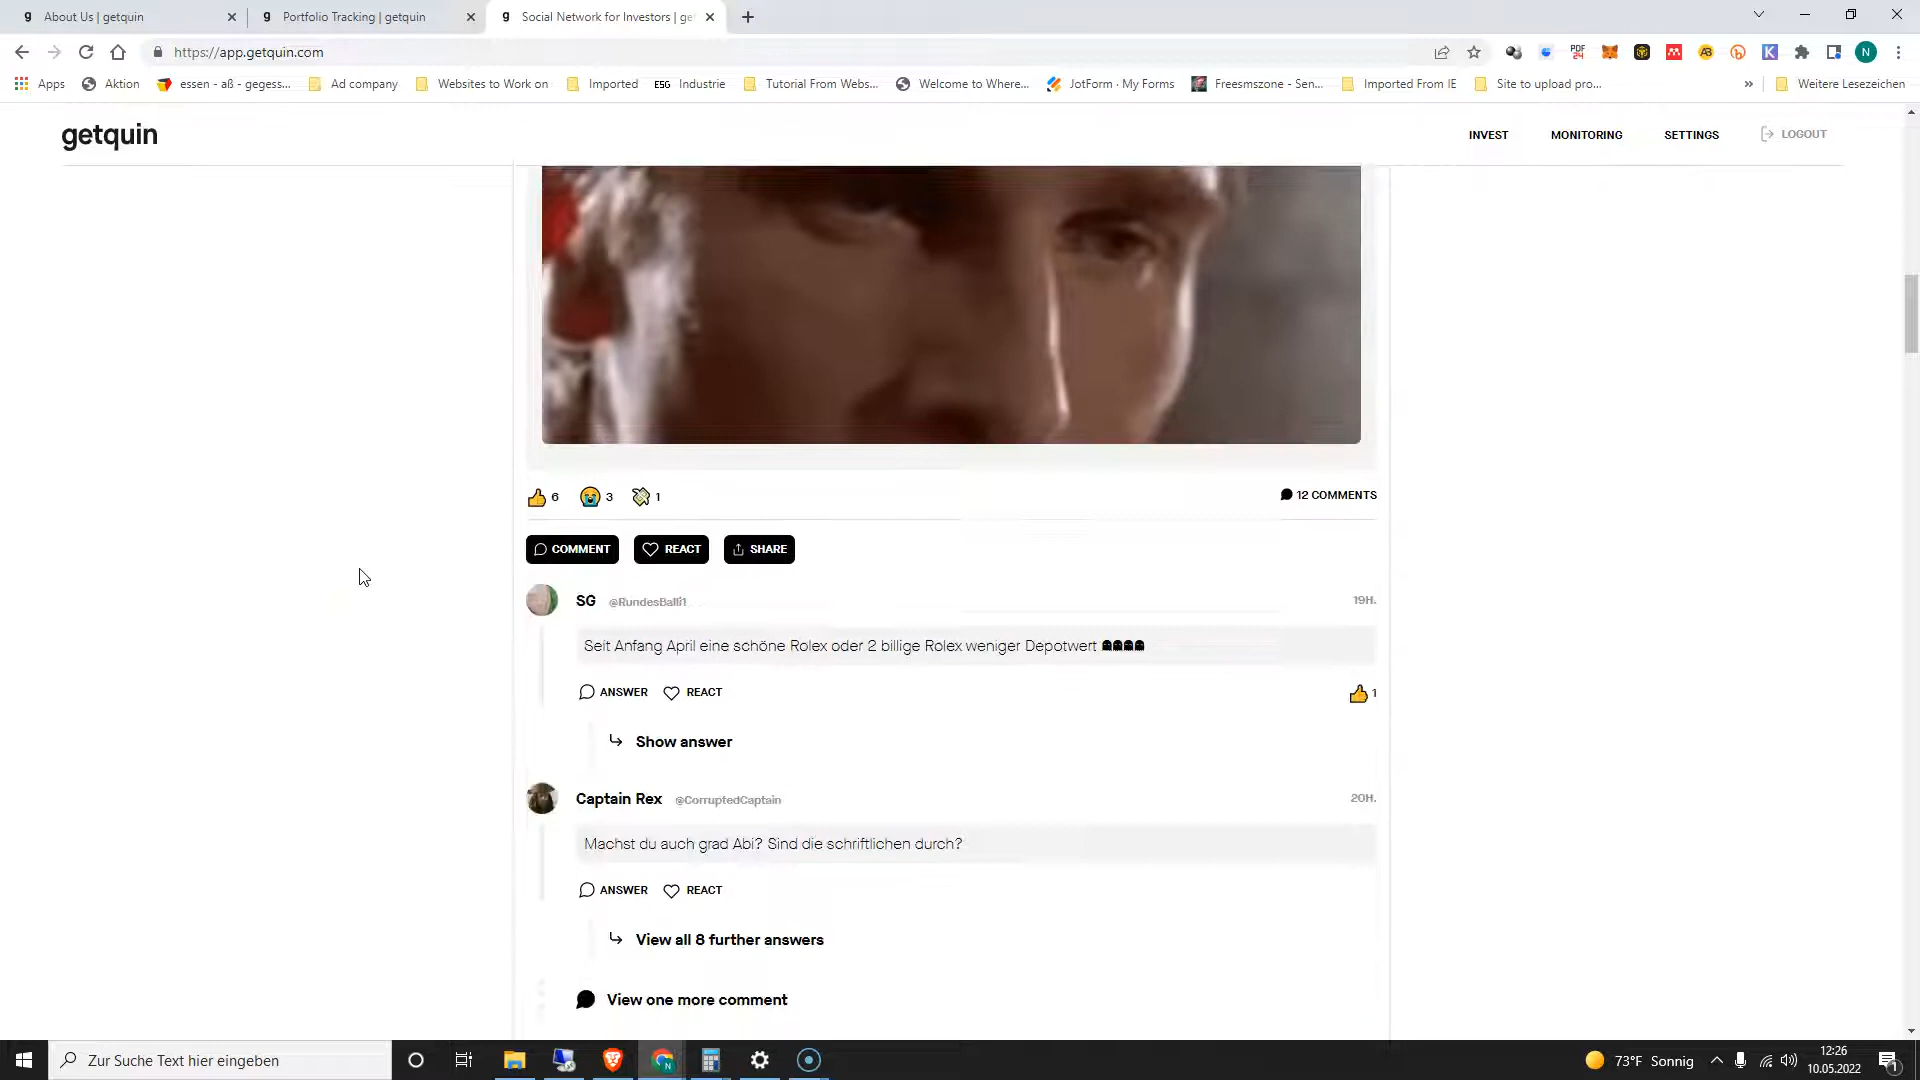 About Us | getquin
Portfolio Tracking | getquin
Social Network for Investors | ge
https://app.getquin.com
Apps
Aktion
essen - aß - gegess...
Ad company
Websites to Work on
Imported
ESG Industrie
Tutorial From Webs...
Welcome to Where...
JotForm · My Forms
Freesmszone - Sen...
Imported From IE
Site to upload pro...
»
Weitere Lesezeichen
getquin
INVEST
MONITORING
SETTINGS
LOGOUT
6
3
1
12 COMMENTS
COMMENT
REACT
SHARE
SG @RundesBalli1
19H.
Seit Anfang April eine schöne Rolex oder 2 billige Rolex weniger Depotwert
ANSWER
REACT
1
Show answer
Captain Rex @CorruptedCaptain
20H.
Machst du auch grad Abi? Sind die schriftlichen durch?
ANSWER
REACT
View all 8 further answers
View one more comment
Zur Suche Text hier eingeben
73°F Sonnig
12:26
10.05.2022